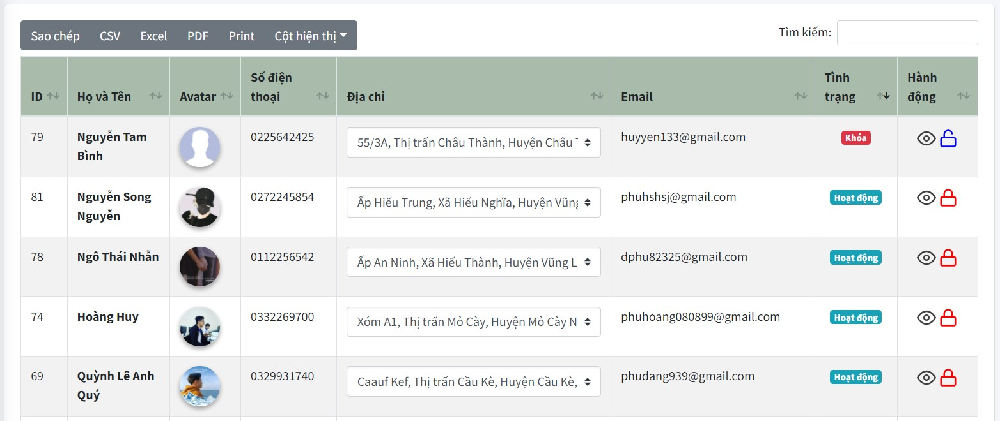 Sao chép CSV Excel PDF Print Cột hiện thị
Tìm kiếm:
ID Họ và Tên Avatar Số điện thoại Địa chỉ Email Tình trạng Hành động
79 Nguyễn Tam Bình 0225642425 55/3A, Thị trấn Châu Thành, Huyện Châu huyyen133@gmail.com Khóa
81 Nguyễn Song Nguyễn 0272245854 Ấp Hiếu Trung, Xã Hiếu Nghĩa, Huyện Vũng phuhshsj@gmail.com Hoạt động
78 Ngô Thái Nhẫn 0112256542 Ấp An Ninh, Xã Hiếu Thành, Huyện Vũng L dphu82325@gmail.com Hoạt động
74 Hoàng Huy 0332269700 Xóm A1, Thị trấn Mỏ Cày, Huyện Mỏ Cày N phuhoang080899@gmail.com Hoạt động
69 Quỳnh Lê Anh Quý 0329931740 Caauf Kef, Thị trấn Cầu Kè, Huyện Cầu Kè, phudang939@gmail.com Hoạt động